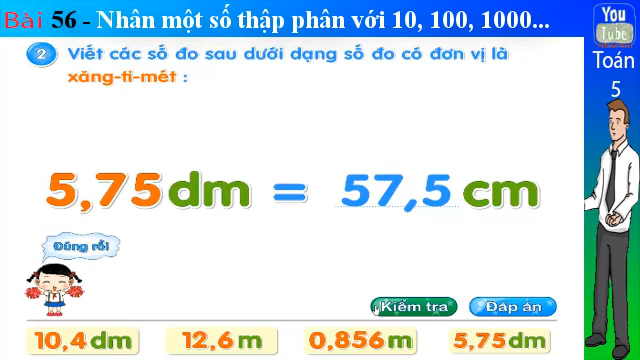 Bài 56 - Nhân một số thập phân với 10, 100, 1000...
You
Tube
Toán
5
2 Viết các số đo sau dưới dạng số đo có đơn vị là
xăng-ti-mét :
5,75 dm = 57,5 cm
Đúng rồi
Kiểm tra Đáp án
10,4 dm 12,6 m 0,856 m 5,75 dm